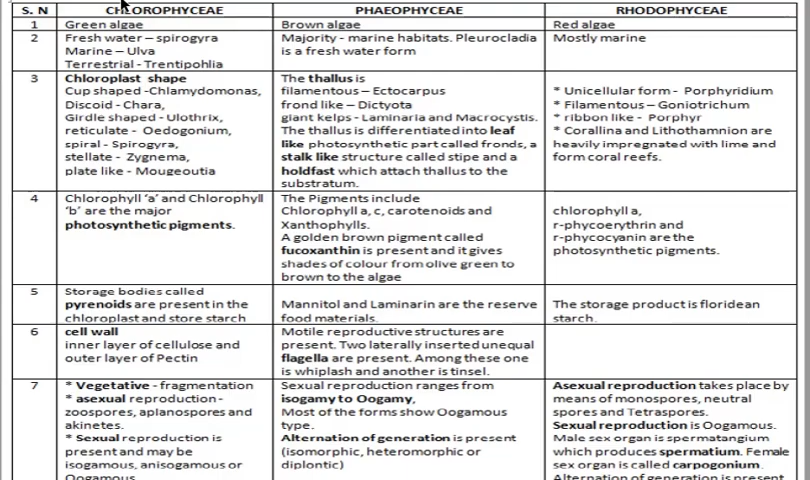 S. N CHLOROPHYCEAE PHAEOPHYCEAE RHODOPHYCEAE
1 Green algae Brown algae Red algae
2 Fresh water – spirogyra
Marine – Ulva
Terrestrial - Trentipohlia
Majority - marine habitats. Pleurocladia
is a fresh water form
Mostly marine
3 Chloroplast shape
Cup shaped -Chlamydomonas,
Discoid - Chara,
Girdle shaped - Ulothrix,
reticulate - Oedogonium,
spiral - Spirogyra,
stellate - Zygnema,
plate like - Mougeoutia
The thallus is
filamentous – Ectocarpus
frond like – Dictyota
giant kelps - Laminaria and Macrocystis.
The thallus is differentiated into leaf
like photosynthetic part called fronds, a
stalk like structure called stipe and a
holdfast which attach thallus to the
substratum.
* Unicellular form - Porphyridium
* Filamentous – Goniotrichum
* ribbon like - Porphyr
* Corallina and Lithothamnion are
heavily impregnated with lime and
form coral reefs.
4 Chlorophyll ‘a’ and Chlorophyll
‘b’ are the major
photosynthetic pigments.
The Pigments include
Chlorophyll a, c, carotenoids and
Xanthophylls.
A golden brown pigment called
fucoxanthin is present and it gives
shades of colour from olive green to
brown to the algae
chlorophyll a,
r-phycoerythrin and
r-phycocyanin are the
photosynthetic pigments.
5 Storage bodies called
pyrenoids are present in the
chloroplast and store starch
Mannitol and Laminarin are the reserve
food materials.
The storage product is floridean
starch.
6 cell wall
inner layer of cellulose and
outer layer of Pectin
Motile reproductive structures are
present. Two laterally inserted unequal
flagella are present. Among these one
is whiplash and another is tinsel.
7 * Vegetative - fragmentation
* asexual reproduction -
zoospores, aplanospores and
akinetes.
* Sexual reproduction is
present and may be
isogamous, anisogamous or
Oogamous
Sexual reproduction ranges from
isogamy to Oogamy,
Most of the forms show Oogamous
type.
Alternation of generation is present
(isomorphic, heteromorphic or
diplontic)
Asexual reproduction takes place by
means of monospores, neutral
spores and Tetraspores.
Sexual reproduction is Oogamous.
Male sex organ is spermatangium
which produces spermatium. Female
sex organ is called carpogonium.
Alternation of generation is present